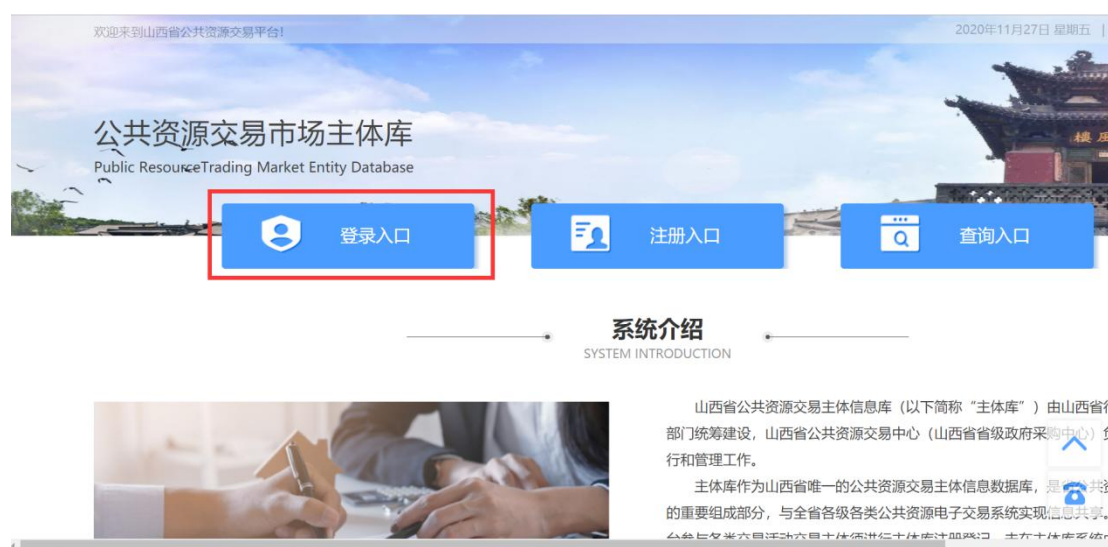 欢迎来到山西省公共资源交易平台!
2020年11月27日 星期五 |
公共资源交易市场主体库
Public ResourceTrading Market Entity Database
登录入口
注册入口
查询入口
系统介绍
SYSTEM INTRODUCTION
山西省公共资源交易主体信息库（以下简称“主体库”）由山西省
部门统筹建设，山西省公共资源交易中心（山西省省级政府采购中心）
行和管理工作。
主体库作为山西省唯一的公共资源交易主体信息数据库，是
的重要组成部分，与全省各级各类公共资源电子交易系统实现信息共享。